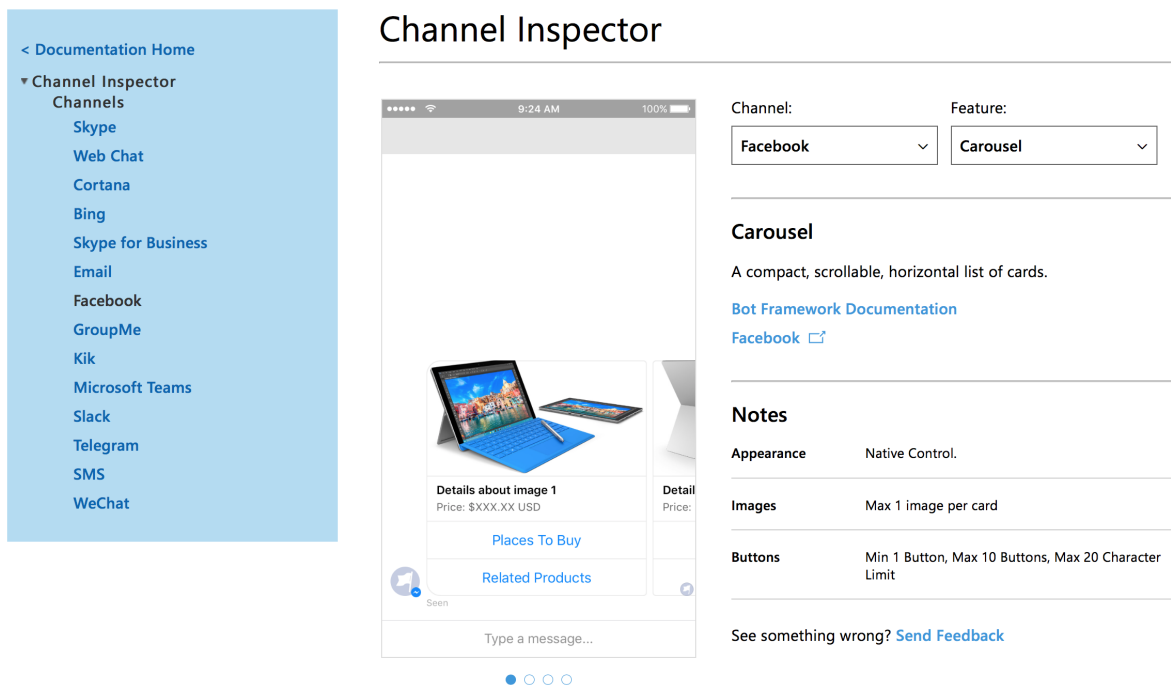 Channel Inspector
< Documentation Home
Channel Inspector
Channels
Skype
Web Chat
Cortana
Bing
Skype for Business
Email
Facebook
GroupMe
Kik
Microsoft Teams
Slack
Telegram
SMS
WeChat
9:24 AM
100%
Details about image 1
Price: $XXX.XX USD
Places To Buy
Related Products
Detail
Price:
Seen
Type a message...
Channel:
Facebook
Feature:
Carousel
Carousel
A compact, scrollable, horizontal list of cards.
Bot Framework Documentation
Facebook
Notes
Appearance
Native Control.
Images
Max 1 image per card
Buttons
Min 1 Button, Max 10 Buttons, Max 20 Character
Limit
See something wrong? Send Feedback